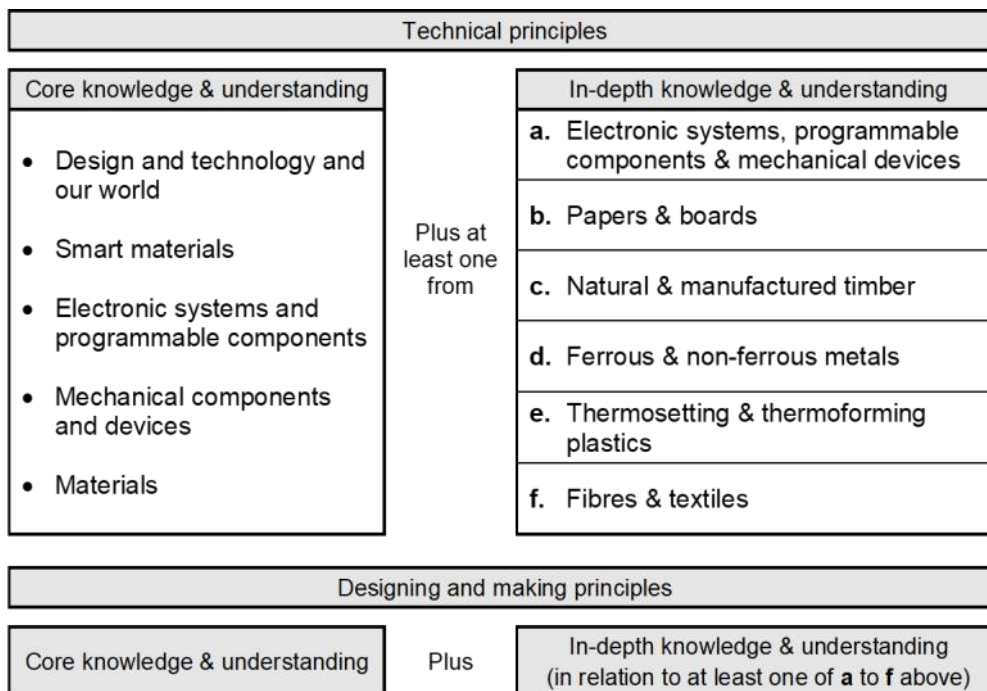 Technical principles
Core knowledge & understanding
• Design and technology and
our world
• Smart materials
• Electronic systems and
programmable components
• Mechanical components
and devices
• Materials
Plus at
least one
from
In-depth knowledge & understanding
a. Electronic systems, programmable
components & mechanical devices
b. Papers & boards
c. Natural & manufactured timber
d. Ferrous & non-ferrous metals
e. Thermosetting & thermoforming
plastics
f. Fibres & textiles
Designing and making principles
Core knowledge & understanding
Plus
In-depth knowledge & understanding
(in relation to at least one of a to f above)